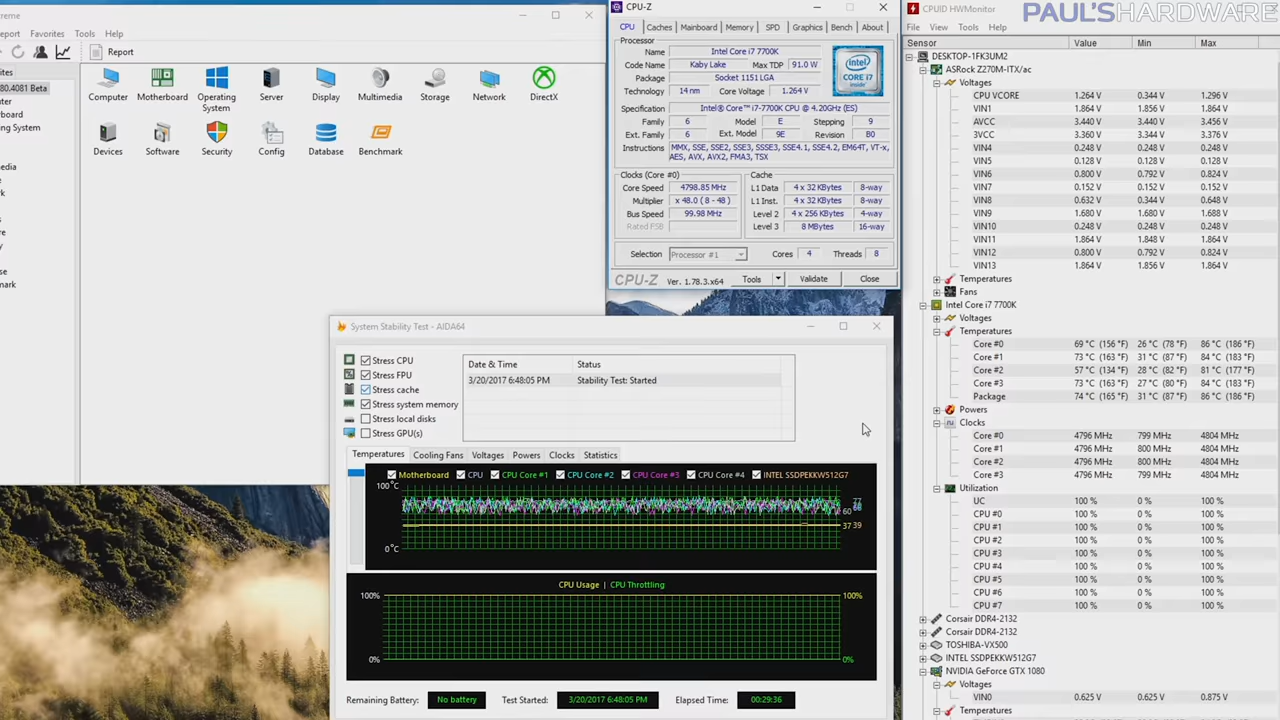 treme
eport Favorites Tools Help
Report
ites
80.4081 Beta
uter
board
ng System
media
rk
y
se
mark
Computer Motherboard Operating System Server Display Multimedia Storage Network DirectX
Devices Software Security Config Database Benchmark
CPU-Z
CPU Caches Mainboard Memory SPD Graphics Bench About
Processor
Name Intel Core i7 7700K
Code Name Kaby Lake Max TDP 91.0 W
Package Socket 1151 LGA
Technology 14 nm Core Voltage 1.264 V
intel inside CORE i7
Specification Intel® Core™ i7-7700K CPU @ 4.20GHz (ES)
Family 6 Model E Stepping 9
Ext. Family 6 Ext. Model 9E Revision B0
Instructions MMX, SSE, SSE2, SSE3, SSSE3, SSE4.1, SSE4.2, EM64T, VT-x,
AES, AVX, AVX2, FMA3, TSX
Clocks (Core #0) Cache
Core Speed 4798.85 MHz L1 Data 4 x 32 KBytes 8-way
Multiplier x 48.0 ( 8 - 48 ) L1 Inst. 4 x 32 KBytes 8-way
Bus Speed 99.98 MHz Level 2 4 x 256 KBytes 4-way
Rated FSB Level 3 8 MBytes 16-way
Selection Processor #1 Cores 4 Threads 8
CPU-Z Ver. 1.78.3.x64 Tools Validate Close
CPUID HWMonitor
PAUL'SHARDWARE
File View Tools Help
Sensor Value Min Max
DESKTOP-1FK3UM2
ASRock Z270M-ITX/ac
Voltages
CPU VCORE 1.264 V 0.344 V 1.296 V
VIN1 1.864 V 1.856 V 1.864 V
AVCC 3.440 V 3.440 V 3.456 V
3VCC 3.360 V 3.344 V 3.376 V
VIN4 0.248 V 0.248 V 0.248 V
VIN5 0.128 V 0.128 V 0.128 V
VIN6 0.800 V 0.800 V 0.824 V
VIN7 0.152 V 0.152 V 0.152 V
VIN8 0.632 V 0.344 V 0.648 V
VIN9 1.680 V 1.680 V 1.688 V
VIN10 0.248 V 0.248 V 0.248 V
VIN11 1.864 V 1.848 V 1.864 V
VIN12 0.800 V 0.792 V 0.824 V
VIN13 1.864 V 1.856 V 1.864 V
Temperatures
Fans
Intel Core i7 7700K
Voltages
Temperatures
Core #0 69 °C (156 °F) 26 °C (78 °F) 86 °C (186 °F)
Core #1 73 °C (163 °F) 31 °C (87 °F) 84 °C (183 °F)
Core #2 57 °C (134 °F) 28 °C (82 °F) 81 °C (177 °F)
Core #3 73 °C (163 °F) 27 °C (80 °F) 84 °C (183 °F)
Package 74 °C (165 °F) 31 °C (87 °F) 86 °C (186 °F)
Powers
Clocks
Core #0 4796 MHz 799 MHz 4804 MHz
Core #1 4796 MHz 800 MHz 4804 MHz
Core #2 4796 MHz 800 MHz 4804 MHz
Core #3 4796 MHz 799 MHz 4804 MHz
Utilization
UC 100 % 0 % 100 %
CPU #0 100 % 0 % 100 %
CPU #1 100 % 0 % 100 %
CPU #2 100 % 0 % 100 %
CPU #3 100 % 0 % 100 %
CPU #4 100 % 0 % 100 %
CPU #5 100 % 0 % 100 %
CPU #6 100 % 0 % 100 %
CPU #7 100 % 0 % 100 %
Corsair DDR4-2132
Corsair DDR4-2132
TOSHIBA-VX500
INTEL SSDPEKKW512G7
NVIDIA GeForce GTX 1080
Voltages
VIN0 0.625 V 0.875 V
Temperatures
System Stability Test - AIDA64
Stress CPU
Stress FPU
Stress cache
Stress system memory
Stress local disks
Stress GPU(s)
Date & Time Status
3/20/2017 6:48:05 PM Stability Test: Started
Temperatures Cooling Fans Voltages Powers Clocks Statistics
Motherboard CPU CPU Core #1 CPU Core #2 CPU Core #3 CPU Core #4 INTEL SSDPEKKW512G7
100°C
77
60
37 39
0°C
CPU Usage | CPU Throttling
100% 100%
0% 0%
Remaining Battery: No battery Test Started: 3/20/2017 6:48:05 PM Elapsed Time: 00:29:36